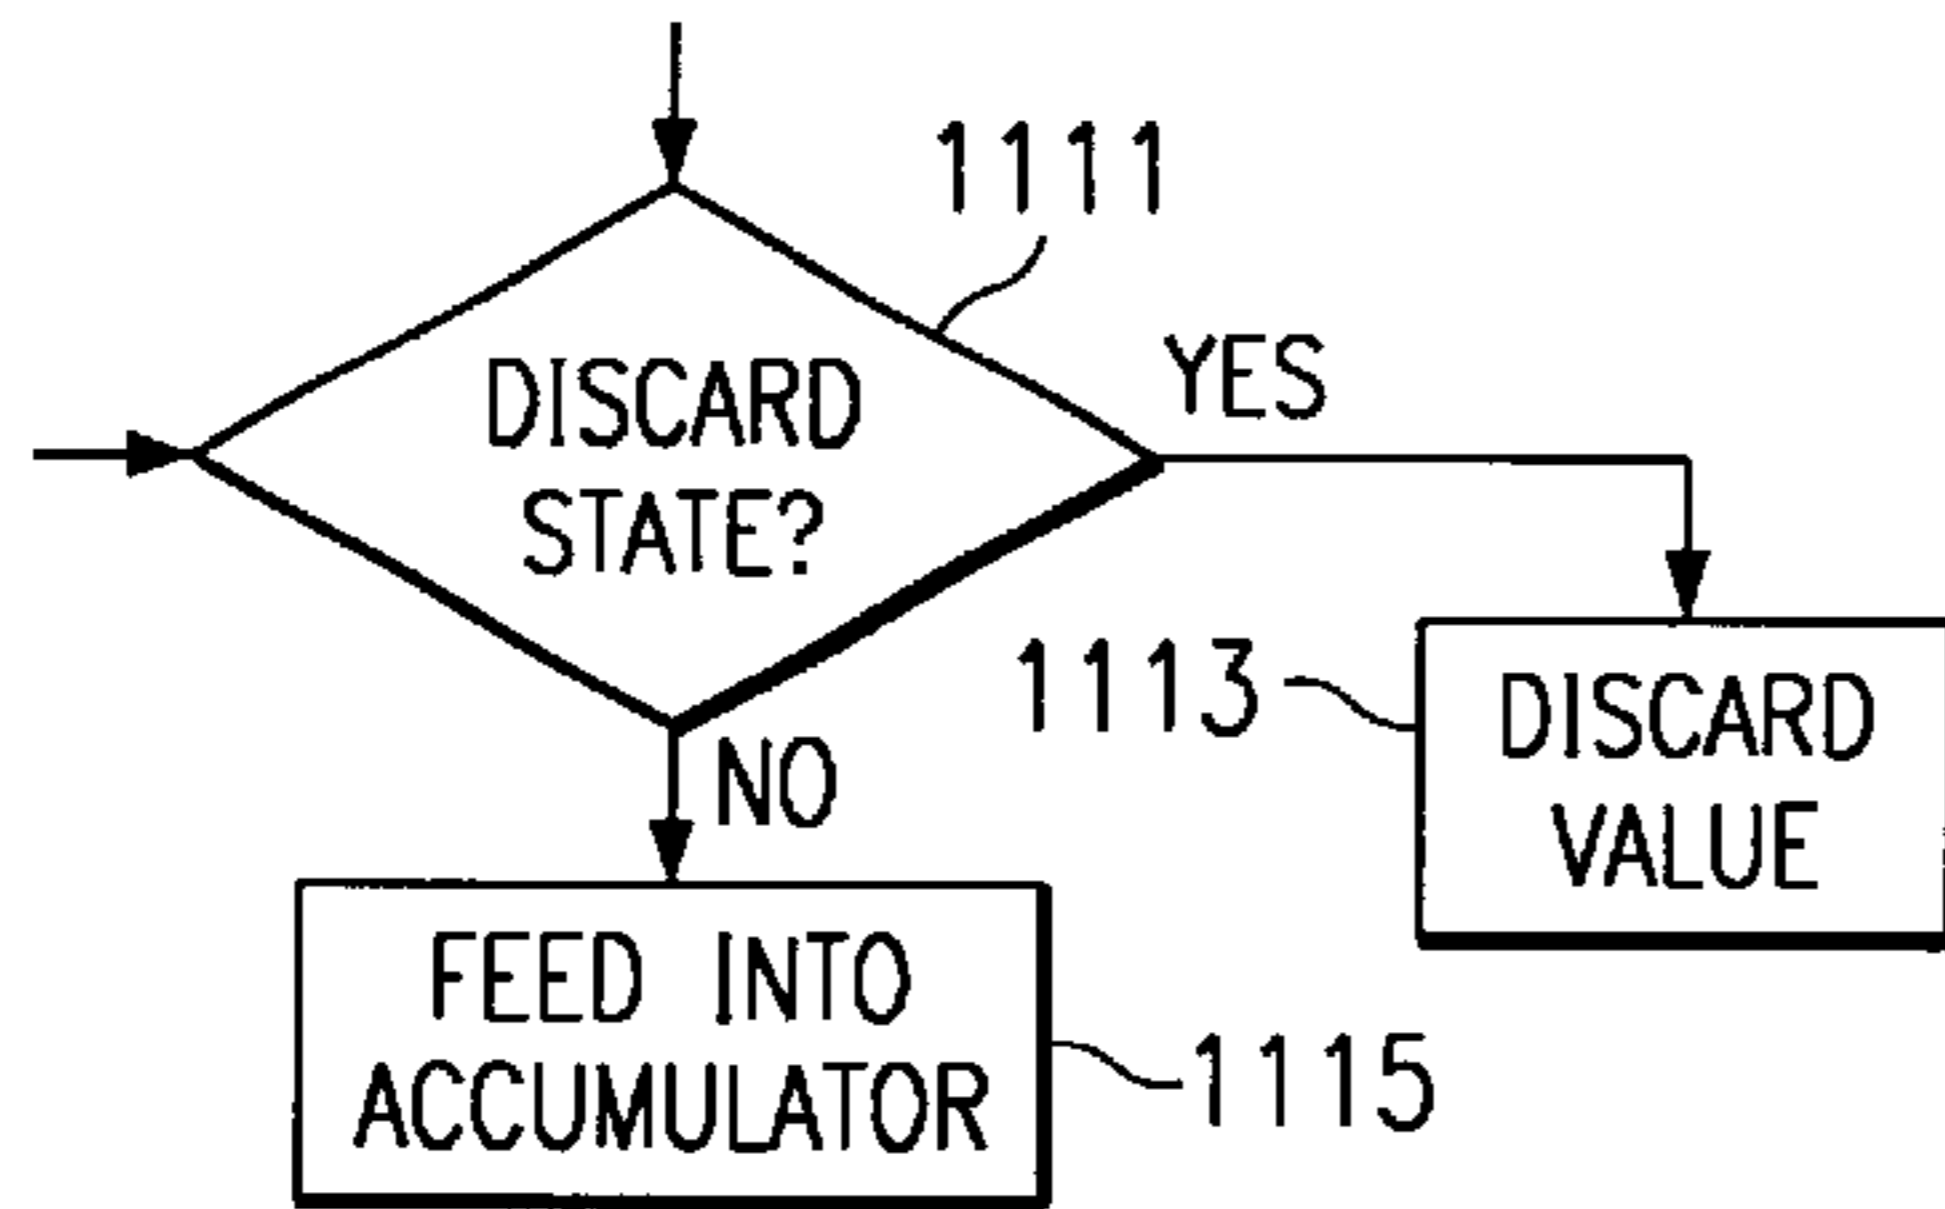 1111
DISCARD
STATE?
YES
1113
DISCARD
VALUE
NO
FEED INTO
ACCUMULATOR
1115